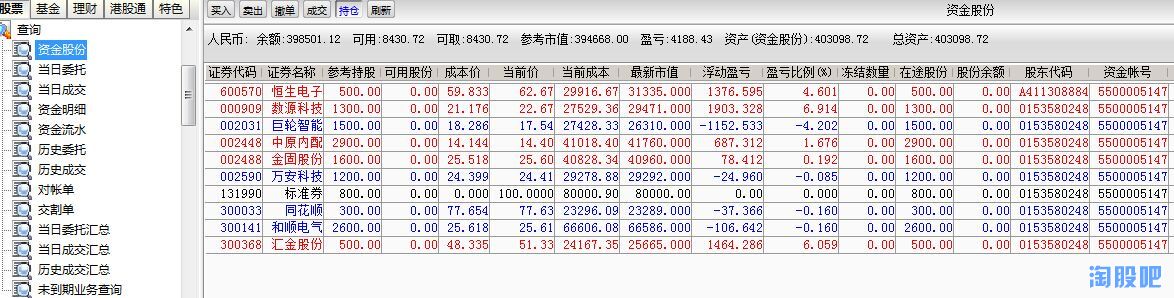 股票 基金 理财 港股通 特色
查询
资金股份
当日委托
当日成交
资金明细
资金流水
历史委托
历史成交
对帐单
交割单
当日委托汇总
当日成交汇总
历史成交汇总
未到期业务查询
买入 卖出 撤单 成交 持仓 刷新 资金股份
人民币: 余额:398501.12 可用:8430.72 可取:8430.72 参考市值:394668.00 盈亏:4188.43 资产(资金股份):403098.72 总资产:403098.72
证券代码 证券名称 参考持股 可用股份 成本价 当前价 当前成本 最新市值 浮动盈亏 盈亏比例(%) 冻结数量 在途股份 股份余额 股东代码 资金帐号
600570 恒生电子 500.00 0.00 59.833 62.67 29916.67 31335.000 1376.595 4.601 0.00 500.00 0.00 A411308884 5500005147
000909 数源科技 1300.00 0.00 21.176 22.67 27529.36 29471.000 1903.328 6.914 0.00 1300.00 0.00 0153580248 5500005147
002031 巨轮智能 1500.00 0.00 18.286 17.54 27428.33 26310.000 -1152.533 -4.202 0.00 1500.00 0.00 0153580248 5500005147
002448 中原内配 2900.00 0.00 14.144 14.40 41018.40 41760.000 687.312 1.676 0.00 2900.00 0.00 0153580248 5500005147
002488 金固股份 1600.00 0.00 25.518 25.60 40828.34 40960.000 78.412 0.192 0.00 1600.00 0.00 0153580248 5500005147
002590 万安科技 1200.00 0.00 24.399 24.41 29278.88 29292.000 -24.960 -0.085 0.00 1200.00 0.00 0153580248 5500005147
131990 标准券 800.00 0.00 0.000 100.0000 80000.90 80000.00 0.00 0.000 0.00 800.00 0.00 0153580248 5500005147
300033 同花顺 300.00 0.00 77.654 77.63 23296.09 23289.000 -37.366 -0.160 0.00 300.00 0.00 0153580248 5500005147
300141 和顺电气 2600.00 0.00 25.618 25.61 66606.08 66586.000 -106.642 -0.160 0.00 2600.00 0.00 0153580248 5500005147
300368 汇金股份 500.00 0.00 48.335 51.33 24167.35 25665.000 1464.286 6.059 0.00 500.00 0.00 0153580248 5500005147
淘股吧